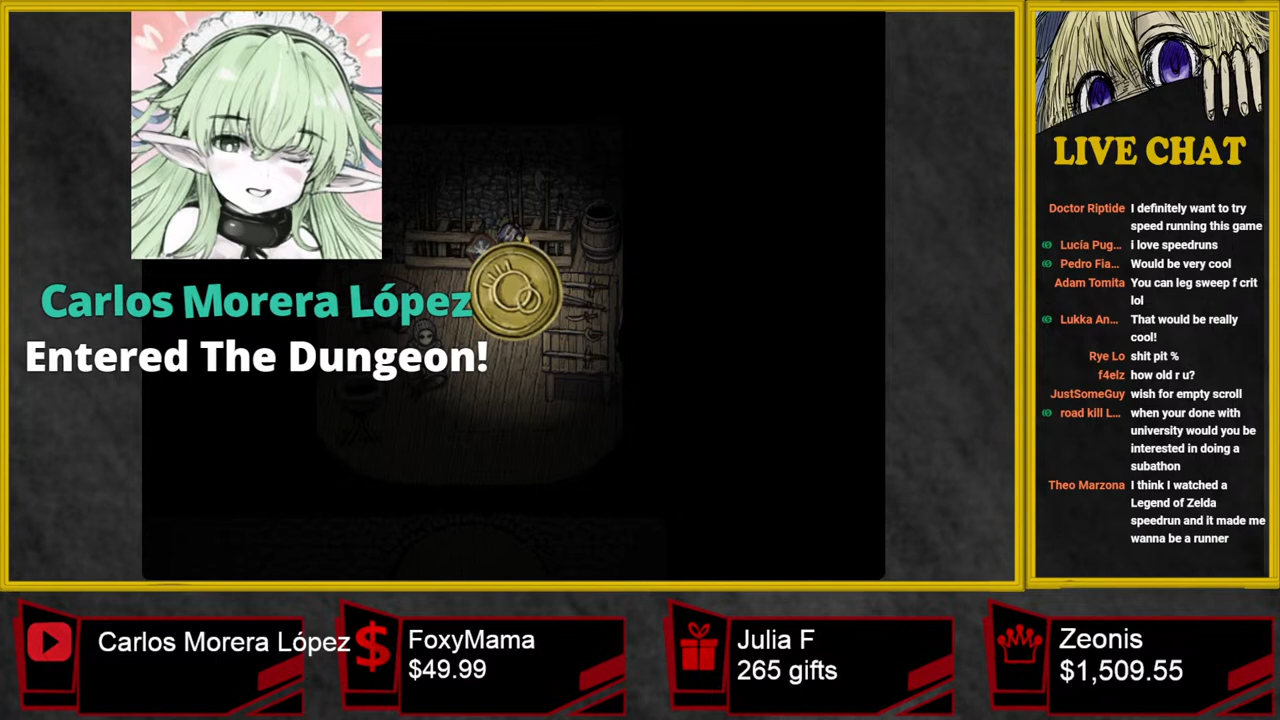 Carlos Morera López
Entered The Dungeon!
LIVE CHAT
Doctor Riptide I definitely want to try
speed running this game
Lucía Pug... i love speedruns
Pedro Fia... Would be very cool
Adam Tomita You can leg sweep f crit
lol
Lukka An... That would be really
cool!
Rye Lo shit pit %
f4elz how old r u?
JustSomeGuy wish for empty scroll
road kill L... when your done with
university would you be
interested in doing a
subathon
Theo Marzona I think I watched a
Legend of Zelda
speedrun and it made me
wanna be a runner
Carlos Morera López
$ FoxyMama
$49.99
Julia F
265 gifts
Zeonis
$1,509.55